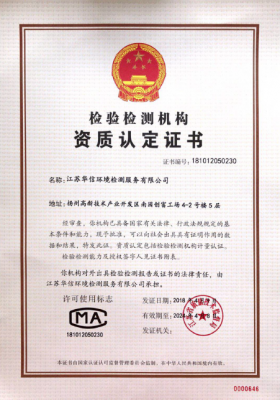 检验检测机构
资质认定证书
证书编号:181012050230
名称:江苏华信环境检测服务有限公司
地址:扬州高邮技术产业开发区南国创富工场4-2号楼5层
经审查,你机构已具备国家有关法律、行政法规规定的基
本条件和能力,现予批准,可以向社会出具具有证明作用的数
据和结果,特发此证。资质认定包括检验检测机构计量认证。
检验检测能力及授权签字人见证书附表。
你机构对外出具检验检测报告或证书的法律责任,由
江苏华信环境检测服务有限公司承担。
许可使用标志
MA
181012050230
发证日期:2018年
有效期至:
发证机关:
本证书由国家认证认可监督管理委员会监制,在中华人民共和国境内有效。
0000646